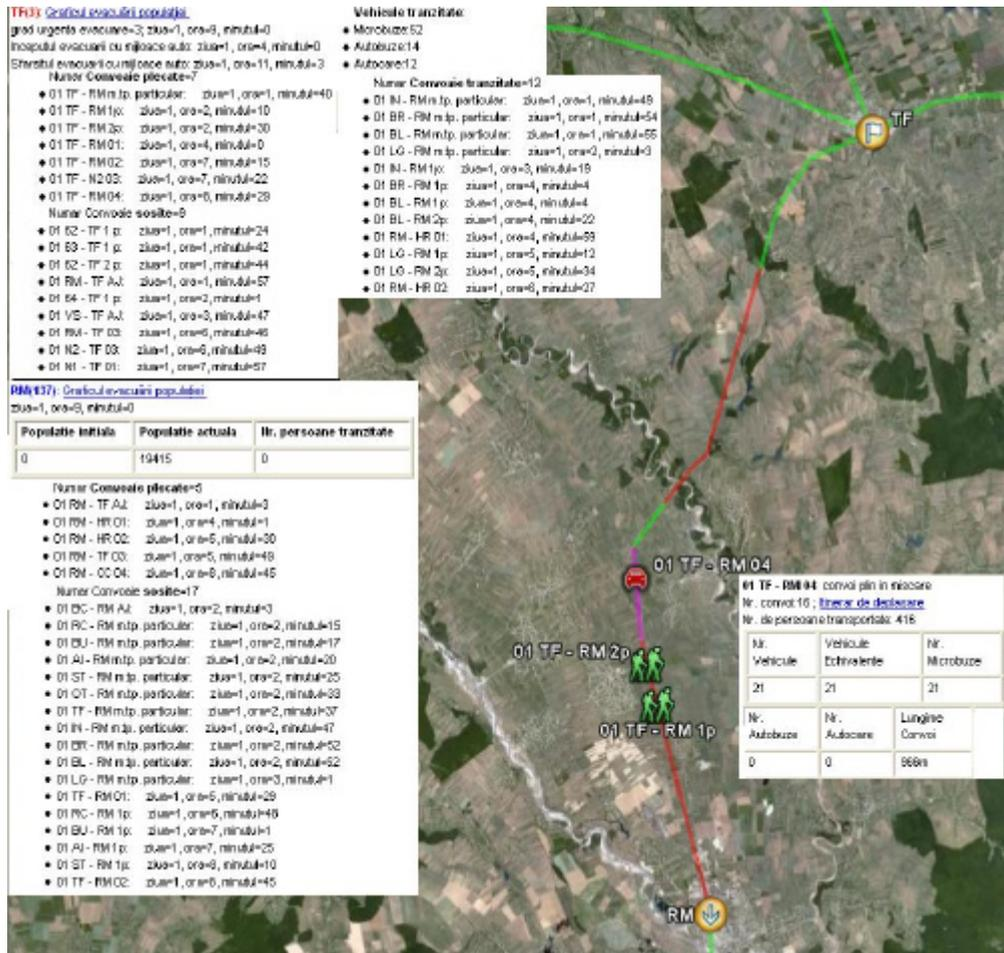 TF(3): Graficul evacuării populației
grad urgenta evacuare=3; ziua=1, ora=9, minutul=0
Inceputul evacuarii cu mijloace auto: ziua=1, ora=4, minutul=0
Sfarsitul evacuarii cu mijloace auto: ziua=1, ora=11, minutul=3
Numar Convoaie plecate=7
01 TF - RM m.tp. particular: ziua=1, ora=1, minutul=40
01 TF - RM 1p: ziua=1, ora=2, minutul=10
01 TF - RM 2p: ziua=1, ora=2, minutul=30
01 TF - RM 01: ziua=1, ora=4, minutul=0
01 TF - RM 02: ziua=1, ora=7, minutul=15
01 TF - N2 03: ziua=1, ora=7, minutul=22
01 TF - RM 04: ziua=1, ora=8, minutul=29
Numar Convoaie sosite=9
01 62 - TF 1 p: ziua=1, ora=1, minutul=24
01 63 - TF 1 p: ziua=1, ora=1, minutul=42
01 62 - TF 2 p: ziua=1, ora=1, minutul=44
01 RM - TF AJ: ziua=1, ora=1, minutul=57
01 64 - TF 1 p: ziua=1, ora=2, minutul=1
01 VS - TF AJ: ziua=1, ora=3, minutul=47
01 RM - TF 03: ziua=1, ora=6, minutul=46
01 N2 - TF 03: ziua=1, ora=6, minutul=49
01 N1 - TF 01: ziua=1, ora=7, minutul=57
Vehicule tranzitate:
Microbuze:52
Autobuze:14
Autocare:12
Numar Convoaie tranzitate=12
01 IN - RM m.tp. particular: ziua=1, ora=1, minutul=49
01 BR - RM m.tp. particular: ziua=1, ora=1, minutul=54
01 BL - RM m.tp. particular: ziua=1, ora=1, minutul=55
01 LG - RM m.tp. particular: ziua=1, ora=2, minutul=3
01 IN - RM 1p: ziua=1, ora=3, minutul=19
01 BR - RM 1p: ziua=1, ora=4, minutul=4
01 BL - RM 1p: ziua=1, ora=4, minutul=4
01 BL - RM 2p: ziua=1, ora=4, minutul=22
01 RM - HR 01: ziua=1, ora=4, minutul=59
01 LG - RM 1p: ziua=1, ora=5, minutul=12
01 LG - RM 2p: ziua=1, ora=5, minutul=34
01 RM - HR 02: ziua=1, ora=6, minutul=27
TF
RM(137): Graficul evacuării populației
ziua=1, ora=9, minutul=0
Populatie initiala Populatie actuala Nr. persoane tranzitate
0 19415 0
Numar Convoaie plecate=5
01 RM - TF AJ: ziua=1, ora=1, minutul=3
01 RM - HR 01: ziua=1, ora=4, minutul=1
01 RM - HR 02: ziua=1, ora=5, minutul=30
01 RM - TF 03: ziua=1, ora=5, minutul=49
01 RM - CC 04: ziua=1, ora=8, minutul=45
Numar Convoaie sosite=17
01 BC - RM AJ: ziua=1, ora=2, minutul=3
01 RC - RM m.tp. particular: ziua=1, ora=2, minutul=15
01 BU - RM m.tp. particular: ziua=1, ora=2, minutul=17
01 AI - RM m.tp. particular: ziua=1, ora=2, minutul=20
01 ST - RM m.tp. particular: ziua=1, ora=2, minutul=25
01 OT - RM m.tp. particular: ziua=1, ora=2, minutul=33
01 TF - RM m.tp. particular: ziua=1, ora=2, minutul=37
01 IN - RM m.tp. particular: ziua=1, ora=2, minutul=47
01 BR - RM m.tp. particular: ziua=1, ora=2, minutul=52
01 BL - RM m.tp. particular: ziua=1, ora=2, minutul=52
01 LG - RM m.tp. particular: ziua=1, ora=3, minutul=1
01 TF - RM 01: ziua=1, ora=5, minutul=29
01 RC - RM 1p: ziua=1, ora=6, minutul=46
01 BU - RM 1p: ziua=1, ora=7, minutul=1
01 AI - RM 1p: ziua=1, ora=7, minutul=25
01 ST - RM 1p: ziua=1, ora=8, minutul=10
01 TF - RM 02: ziua=1, ora=8, minutul=45
01 TF - RM 04
01 TF - RM 2p
01 TF - RM 1p
RM
01 TF - RM 04: convoi plin in miscare
Nr. convoi:16 ; Itinerar de deplasare
Nr. de persoane transportate: 416
Nr. Vehicule Vehicule Echivalente Nr. Microbuze
21 21 21
Nr. Autobuze Nr. Autocare Lungime Convoi
0 0 966m